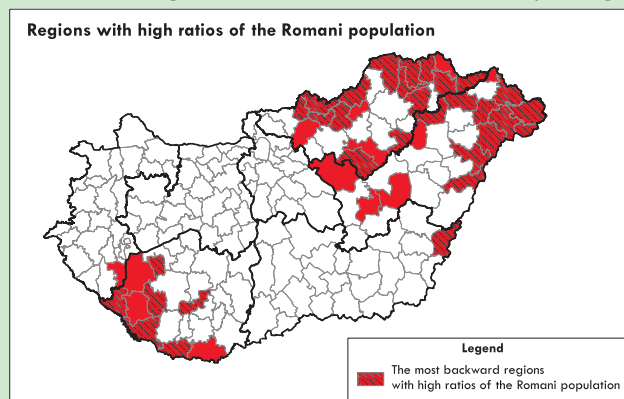 Regions with high ratios of the Romani population
Legend
The most backward regions
with high ratios of the Romani population